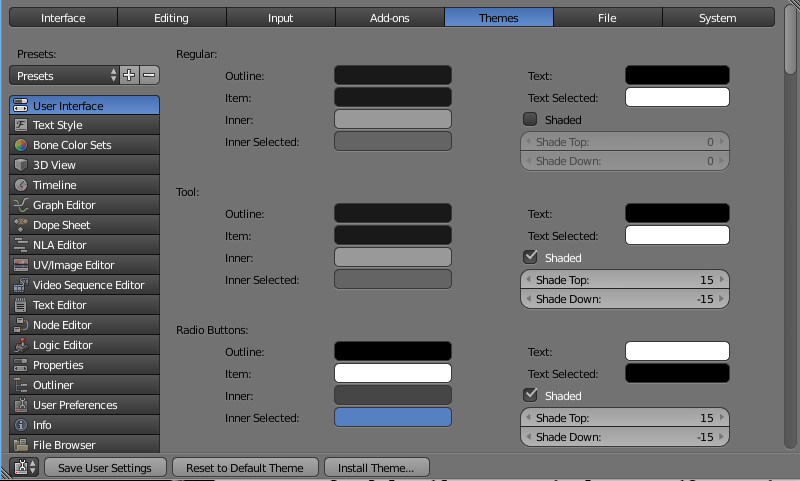 Interface Editing Input Add-ons Themes File System
Presets:
Presets
User Interface
Text Style
Bone Color Sets
3D View
Timeline
Graph Editor
Dope Sheet
NLA Editor
UV/Image Editor
Video Sequence Editor
Text Editor
Node Editor
Logic Editor
Properties
Outliner
User Preferences
Info
File Browser
Regular:
Outline:
Item:
Inner:
Inner Selected:
Text:
Text Selected:
Shaded
Shade Top: 0
Shade Down: 0
Tool:
Outline:
Item:
Inner:
Inner Selected:
Text:
Text Selected:
Shaded
Shade Top: 15
Shade Down: -15
Radio Buttons:
Outline:
Item:
Inner:
Inner Selected:
Text:
Text Selected:
Shaded
Shade Top: 15
Shade Down: -15
Save User Settings Reset to Default Theme Install Theme...